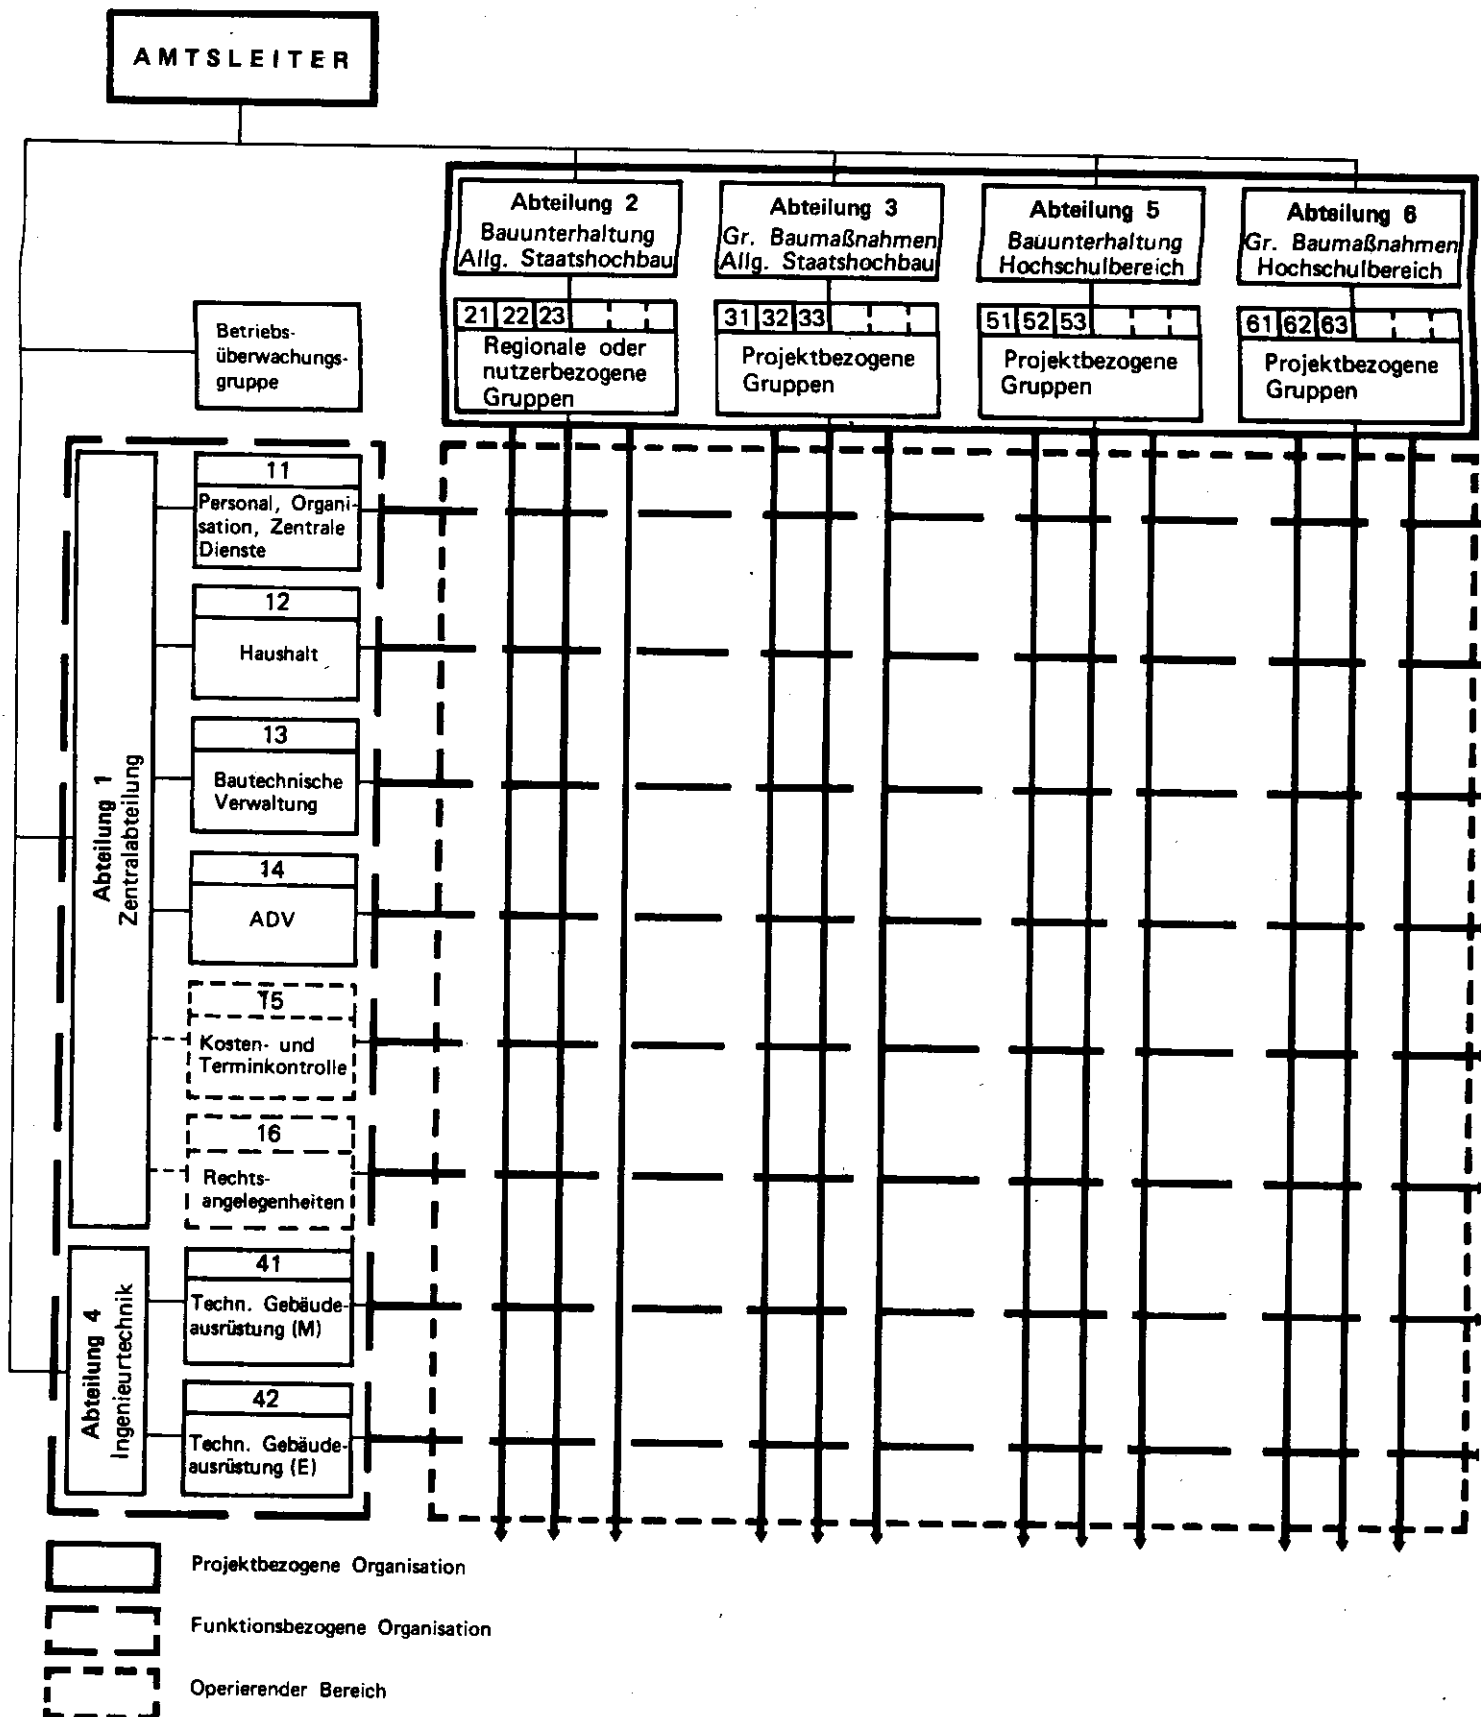 AMTSLEITER
Abteilung 2
Bauunterhaltung
Allg. Staatshochbau
Abteilung 3
Gr. Baumaßnahmen
Allg. Staatshochbau
Abteilung 5
Bauunterhaltung
Hochschulbereich
Abteilung 6
Gr. Baumaßnahmen
Hochschulbereich
21 22 23
Regionale oder
nutzerbezogene
Gruppen
31 32 33
Projektbezogene
Gruppen
51 52 53
Projektbezogene
Gruppen
61 62 63
Projektbezogene
Gruppen
Betriebs-
überwachungs-
gruppe
Abteilung 1
Zentralabteilung
11
Personal, Organi-
sation, Zentrale
Dienste
12
Haushalt
13
Bautechnische
Verwaltung
14
ADV
15
Kosten- und
Terminkontrolle
16
Rechts-
angelegenheiten
Abteilung 4
Ingenieurtechnik
41
Techn. Gebäude-
ausrüstung (M)
42
Techn. Gebäude-
ausrüstung (E)
Projektbezogene Organisation
Funktionsbezogene Organisation
Operierender Bereich